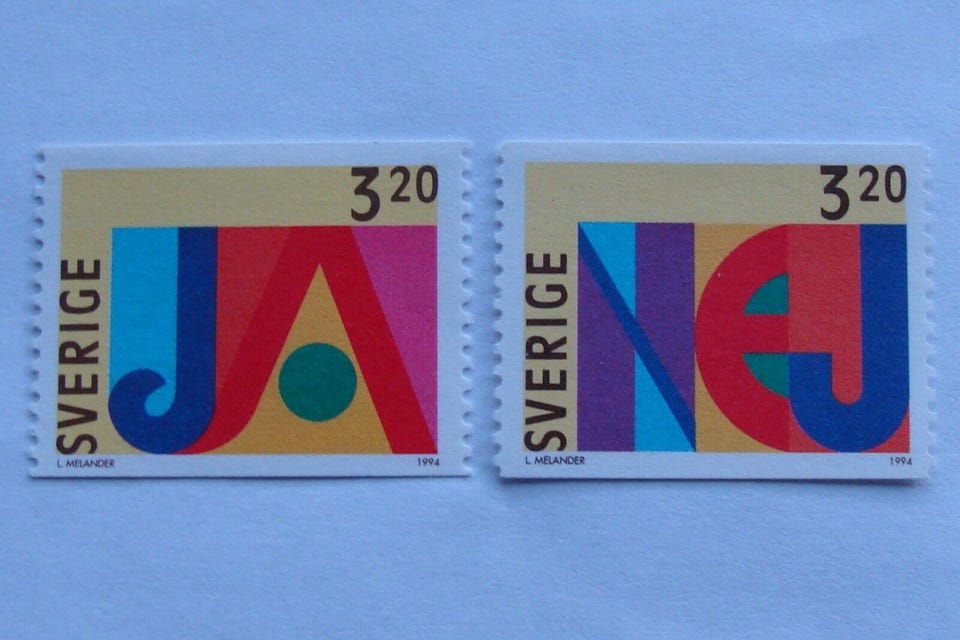 3 20
SVERIGE
JA
L. MELANDER
1994
3 20
SVERIGE
NEJ
L. MELANDER
1994